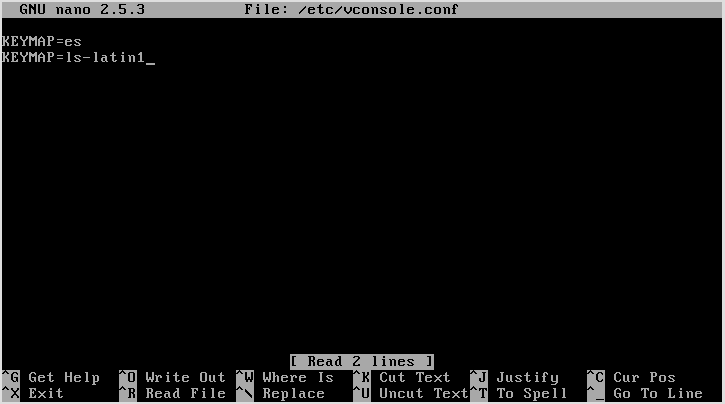 GNU nano 2.5.3 File: /etc/vconsole.conf
KEYMAP=es
KEYMAP=ls-latin1_
[ Read 2 lines ]
^G Get Help ^O Write Out ^W Where Is ^K Cut Text ^J Justify ^C Cur Pos
^X Exit ^R Read File ^\ Replace ^U Uncut Text ^T To Spell ^_ Go To Line